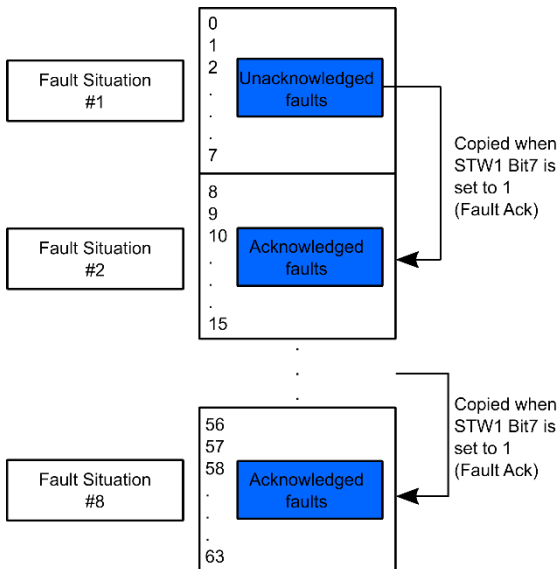 Fault Situation
#1
0
1
2
.
.
.
7
Unacknowledged
faults
Copied when
STW1 Bit7 is
set to 1
(Fault Ack)
Fault Situation
#2
8
9
10
.
.
.
15
Acknowledged
faults
.
.
.
Copied when
STW1 Bit7 is
set to 1
(Fault Ack)
Fault Situation
#8
56
57
58
.
.
.
63
Acknowledged
faults